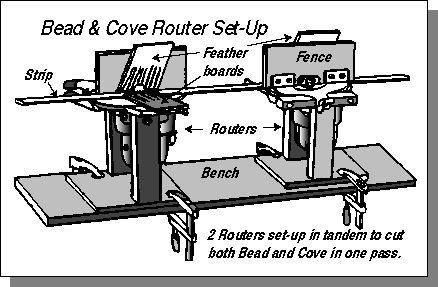 Bead & Cove Router Set-Up
Feather
boards
Fence
Strip
Routers
Bench
2 Routers set-up in tandem to cut
both Bead and Cove in one pass.